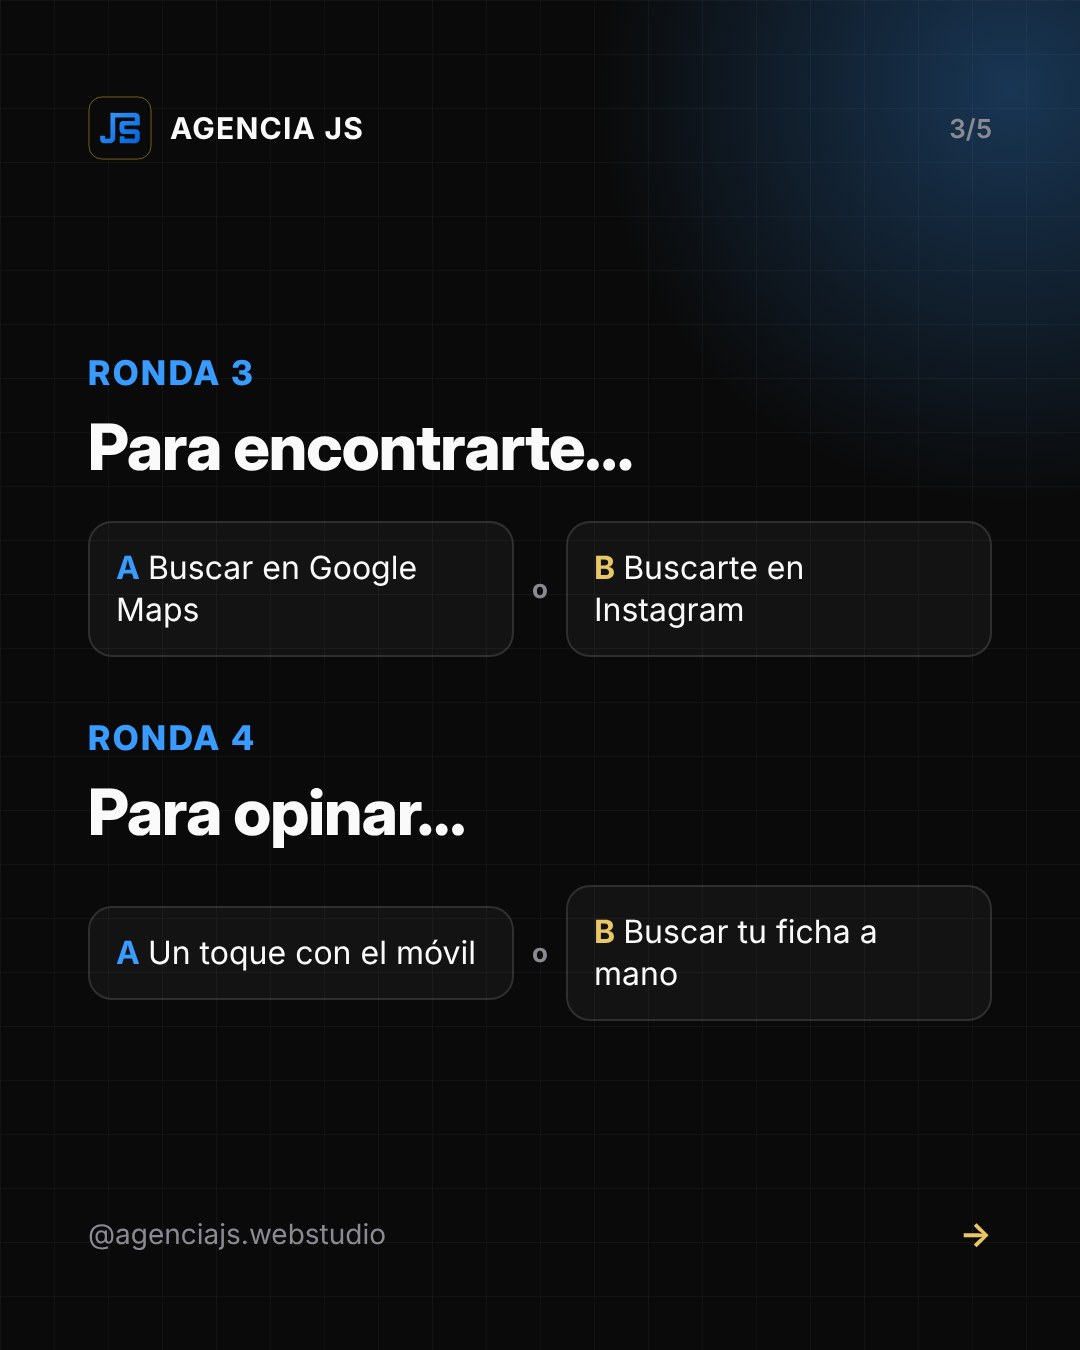 JS AGENCIA JS
3/5
RONDA 3
Para encontrarte...
A Buscar en Google
Maps
o
B Buscarte en
Instagram
RONDA 4
Para opinar...
A Un toque con el móvil
o
B Buscar tu ficha a
mano
@agenciajs.webstudio
→